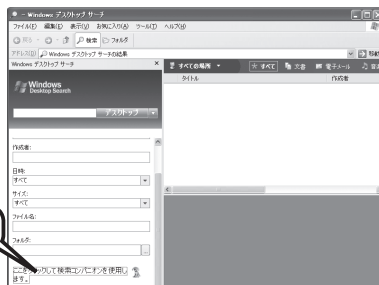 - Windows デスクトップ サーチ
ファイル(F) 編集(E) 表示(V) お気に入り(A) ツール(T) ヘルプ(H)
戻る 検索 フォルダ
アドレス(D) Windows デスクトップ サーチの結果 移動
Windows デスクトップ サーチ ×
すべての場所 すべて 文書 電子メール
タイトル 作成者
Windows
Desktop Search
デスクトップ
作成者:
日時:
すべて
サイズ:
すべて
ファイル名:
フォルダ:
...
ここをクリックして検索コンパニオンを使用し
ます。